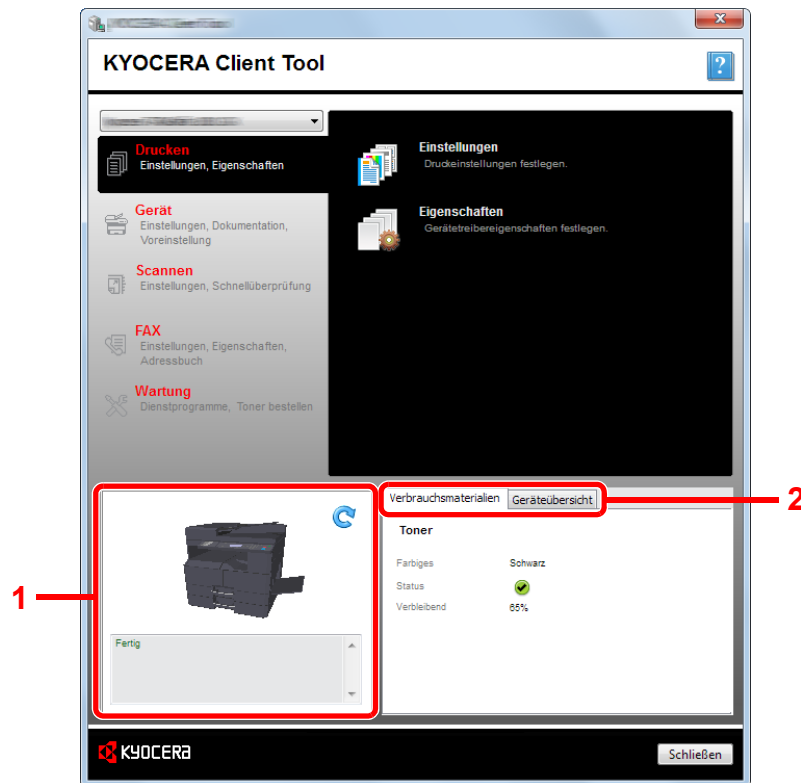 KYOCERA Client Tool
?
Drucken
Einstellungen, Eigenschaften
Gerät
Einstellungen, Dokumentation,
Voreinstellung
Scannen
Einstellungen, Schnellüberprüfung
FAX
Einstellungen, Eigenschaften,
Adressbuch
Wartung
Dienstprogramme, Toner bestellen
Einstellungen
Druckeinstellungen festlegen.
Eigenschaften
Gerätetreibereigenschaften festlegen.
1
Fertig
Verbrauchsmaterialien
Geräteübersicht
2
Toner
Farbiges Schwarz
Status
Verbleibend 65%
KYOCERA
Schließen